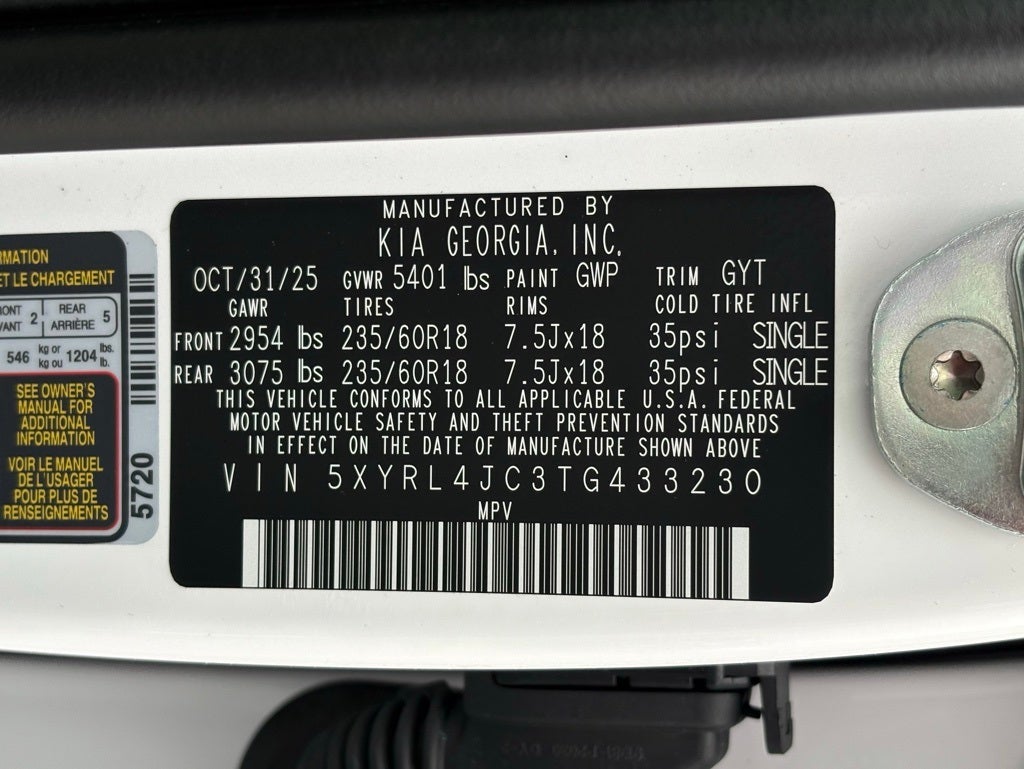 MANUFACTURED BY
KIA GEORGIA, INC.
OCT/31/25 GVWR 5401 lbs PAINT GWP TRIM GYT
GAWR TIRES RIMS COLD TIRE INFL
FRONT 2954 lbs 235/60R18 7.5Jx18 35psi SINGLE
REAR 3075 lbs 235/60R18 7.5Jx18 35psi SINGLE
THIS VEHICLE CONFORMS TO ALL APPLICABLE U.S.A. FEDERAL
MOTOR VEHICLE SAFETY AND THEFT PREVENTION STANDARDS
IN EFFECT ON THE DATE OF MANUFACTURE SHOWN ABOVE
VIN 5XYRL4JC3TG433230
MPV
ET LE CHARGEMENT
2 REAR 5
ARRIÈRE
546 kg or 1204 lbs.
kg ou lb.
SEE OWNER'S
MANUAL FOR
ADDITIONAL
INFORMATION
VOIR LE MANUEL
DE L'USAGER
POUR PLUS DE
RENSEIGNEMENTS
5720